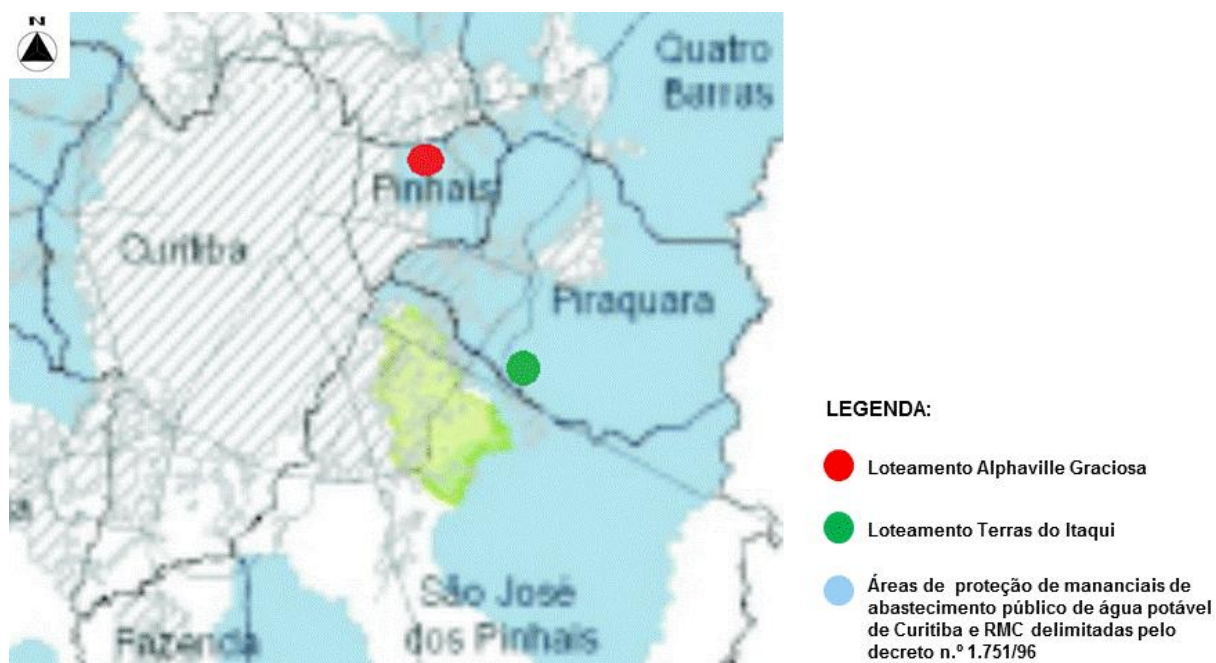 N
Quatro
Barras
Pinhais
Curitiba
Piraquara
São José
dos Pinhais
Fazenda
LEGENDA:
Loteamento Alphaville Graciosa
Loteamento Terras do Itaqui
Áreas de proteção de mananciais de
abastecimento público de água potável
de Curitiba e RMC delimitadas pelo
decreto n.º 1.751/96